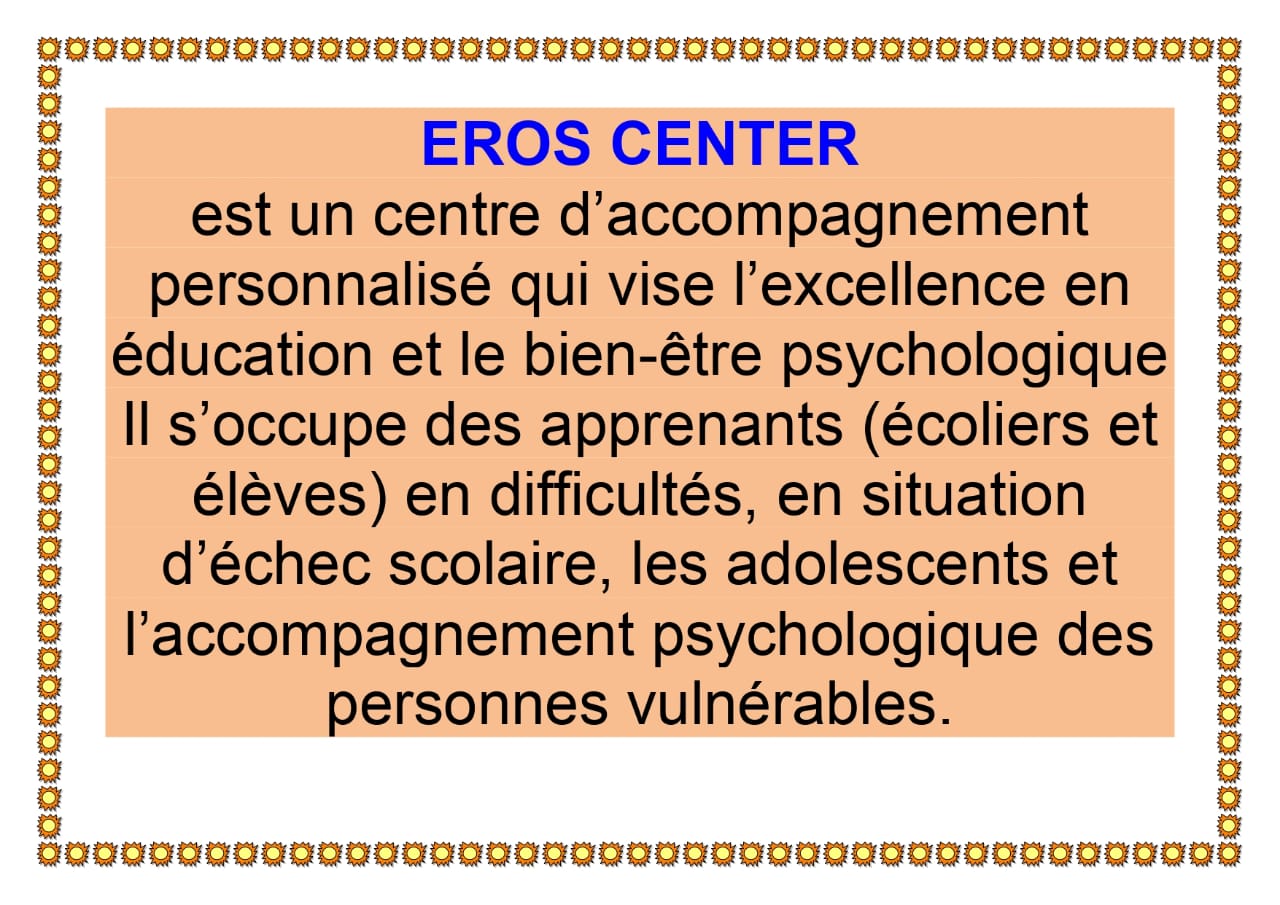 EROS CENTER
est un centre d’accompagnement
personnalisé qui vise l’excellence en
éducation et le bien-être psychologique
Il s’occupe des apprenants (écoliers et
élèves) en difficultés, en situation
d’échec scolaire, les adolescents et
l’accompagnement psychologique des
personnes vulnérables.